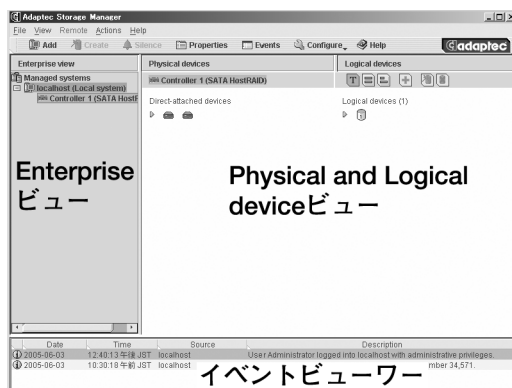 Adaptec Storage Manager
File View Remote Actions Help
Add Create Silence Properties Events Configure Help adaptec
Enterprise view
Managed systems
localhost (Local system)
Controller 1 (SATA HostR
Enterprise
ビュー
Physical devices Logical devices
Controller 1 (SATA HostRAID)
Direct-attached devices Logical devices (1)
Physical and Logical
deviceビュー
Date Time Source Description
2005-06-03 12:40:13 午後 JST localhost User Administrator logged into localhost with administrative privileges.
2005-06-03 10:30:18 午前 JST localhost mber 34,571.
イベントビューワー